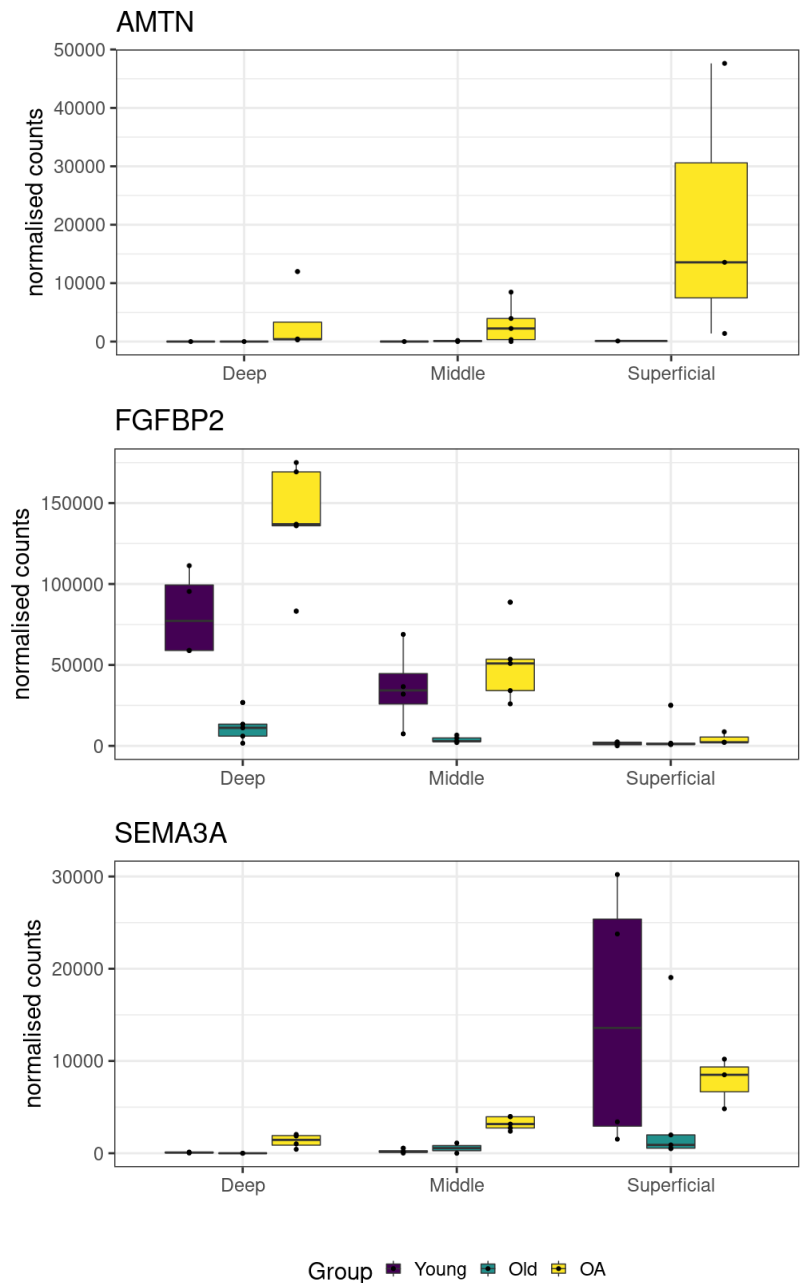 AMTN
normalised counts
50000
40000
30000
20000
10000
0
Deep Middle Superficial
FGFBP2
normalised counts
150000
100000
50000
0
Deep Middle Superficial
SEMA3A
normalised counts
30000
20000
10000
0
Deep Middle Superficial
Group Young Old OA